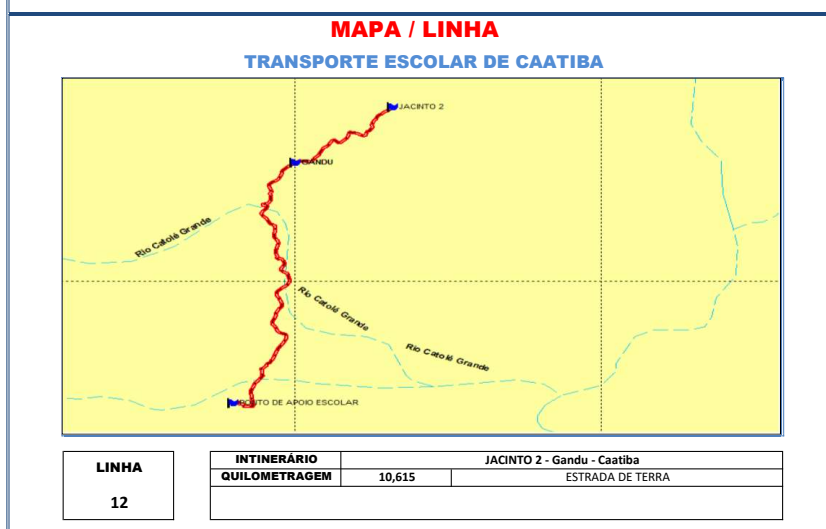 MAPA / LINHA
TRANSPORTE ESCOLAR DE CAATIBA
JACINTO 2
GANDU
Rio Catolé Grande
Rio Catolé Grande
Rio Catolé Grande
PONTO DE APOIO ESCOLAR
LINHA
12
INTINERÁRIO JACINTO 2 - Gandu - Caatiba
QUILOMETRAGEM 10,615 ESTRADA DE TERRA